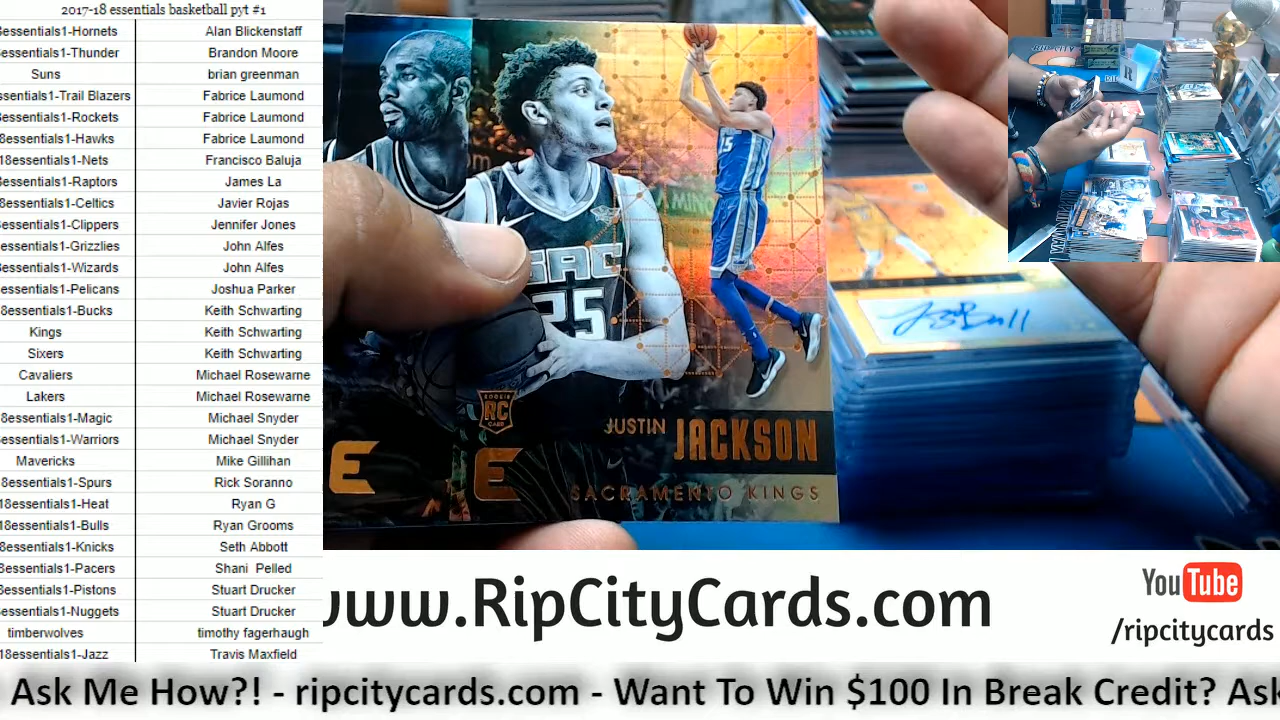 2017-18 essentials basketball pyt #1
8essentials1-Hornets Alan Blickenstaff
essentials1-Thunder Brandon Moore
Suns brian greenman
ssentials1-Trail Blazers Fabrice Laumond
essentials1-Rockets Fabrice Laumond
8essentials1-Hawks Fabrice Laumond
18essentials1-Nets Francisco Baluja
essentials1-Raptors James La
8essentials1-Celtics Javier Rojas
essentials1-Clippers Jennifer Jones
essentials1-Grizzlies John Alfes
essentials1-Wizards John Alfes
essentials1-Pelicans Joshua Parker
8essentials1-Bucks Keith Schwarting
Kings Keith Schwarting
Sixers Keith Schwarting
Cavaliers Michael Rosewarne
Lakers Michael Rosewarne
8essentials1-Magic Michael Snyder
essentials1-Warriors Michael Snyder
Mavericks Mike Gillihan
8essentials1-Spurs Rick Soranno
18essentials1-Heat Ryan G
18essentials1-Bulls Ryan Grooms
8essentials1-Knicks Seth Abbott
8essentials1-Pacers Shani Pelled
8essentials1-Pistons Stuart Drucker
essentials1-Nuggets Stuart Drucker
timberwolves timothy fagerhaugh
18essentials1-Jazz Travis Maxfield
SAC
25
15
ROOKIE
RC
CARD
JUSTIN JACKSON
E E
SACRAMENTO KINGS
www.RipCityCards.com
YouTube
/ripcitycards
Ask Me How?! - ripcitycards.com - Want To Win $100 In Break Credit? Ask